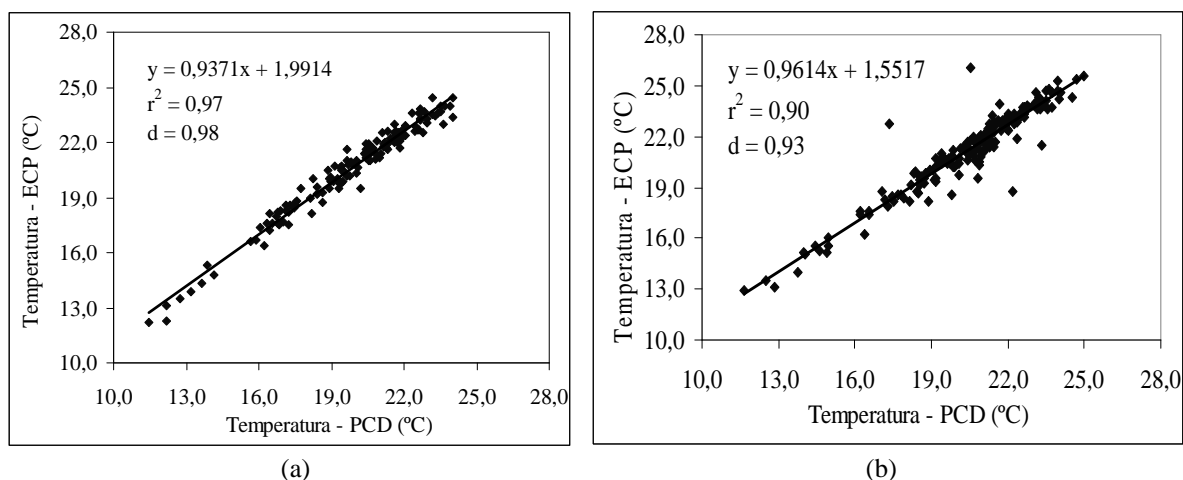 28,0
25,0
22,0
19,0
16,0
13,0
10,0
Temperatura - ECP (ºC)
y = 0,9371x + 1,9914
r² = 0,97
d = 0,98
10,0 13,0 16,0 19,0 22,0 25,0 28,0
Temperatura - PCD (ºC)
(a)
28,0
25,0
22,0
19,0
16,0
13,0
10,0
Temperatura - ECP (ºC)
y = 0,9614x + 1,5517
r² = 0,90
d = 0,93
10,0 13,0 16,0 19,0 22,0 25,0 28,0
Temperatura - PCD (ºC)
(b)